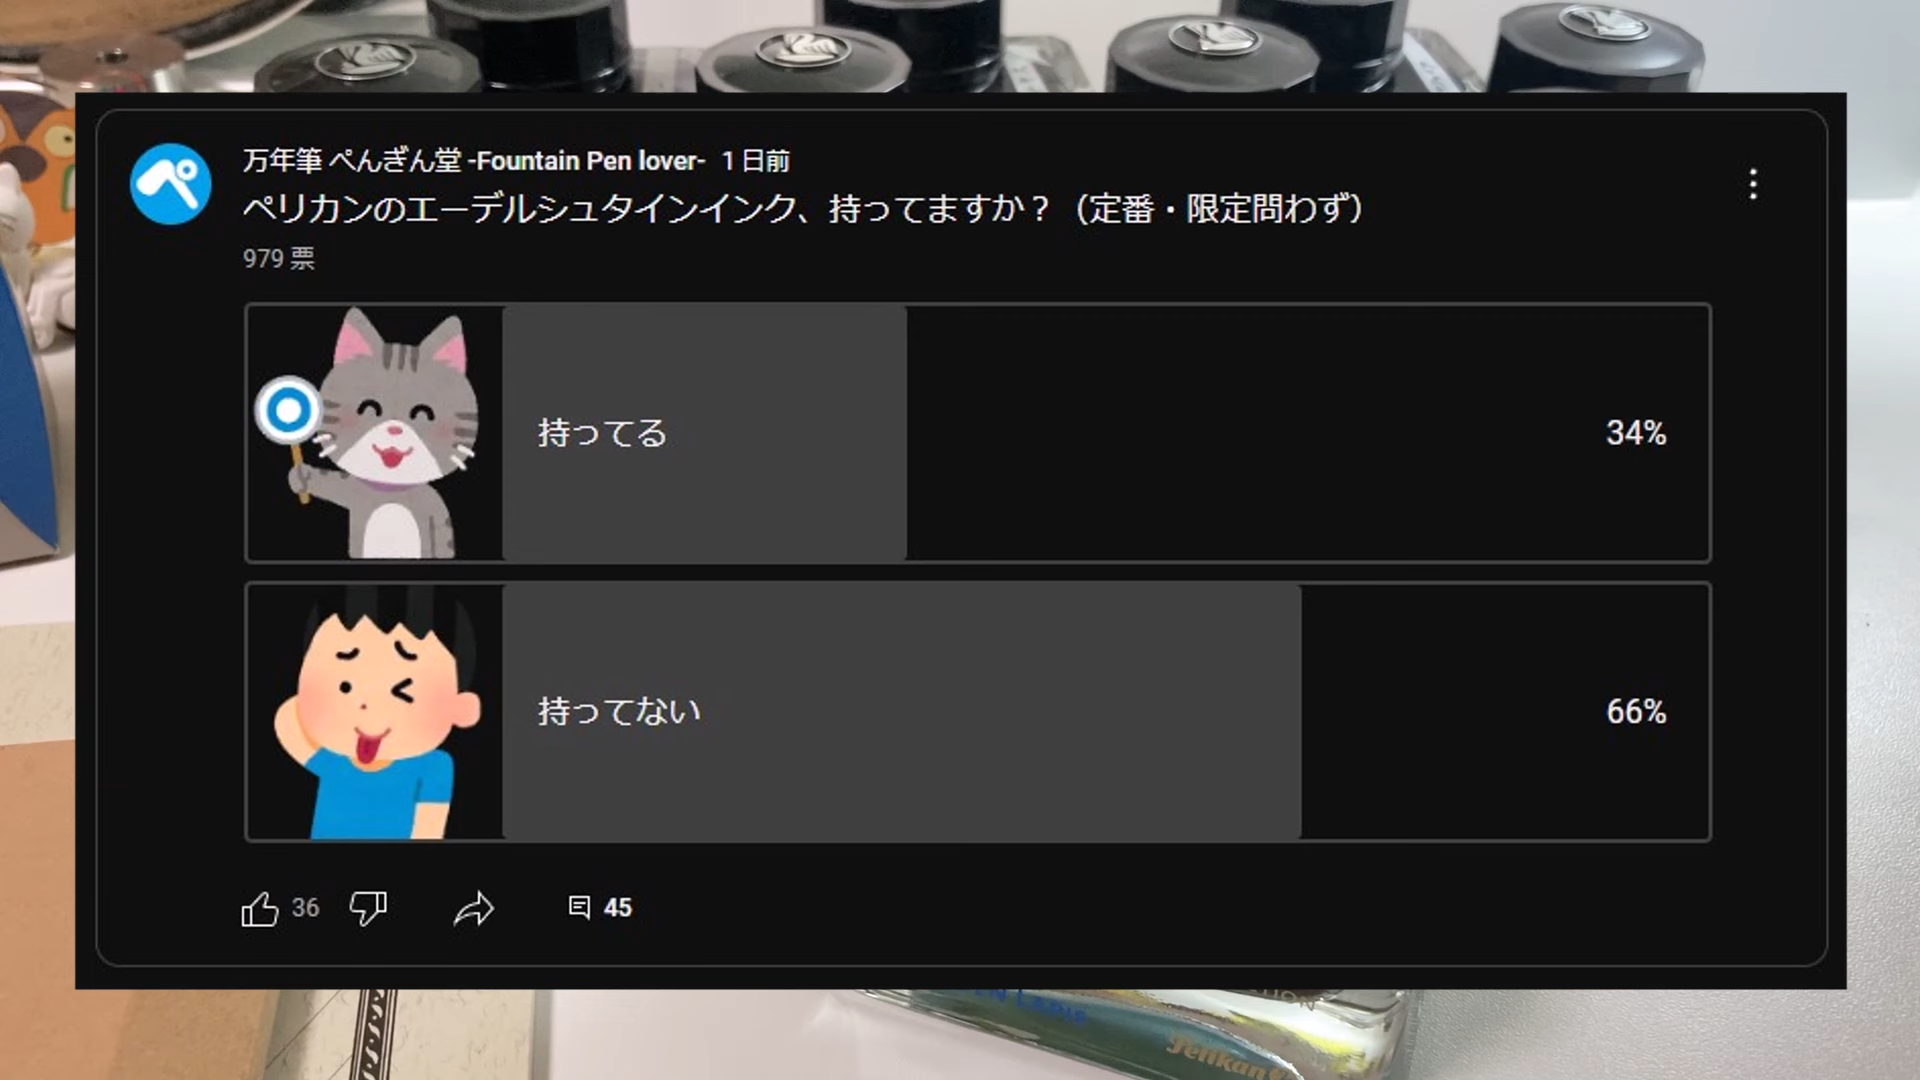 万年筆 ぺんぎん堂 -Fountain Pen lover- 1 日前
ペリカンのエーデルシュタインインク、持ってますか？（定番・限定問わず）
979 票
持ってる
34%
持ってない
66%
36
45
Pelikan